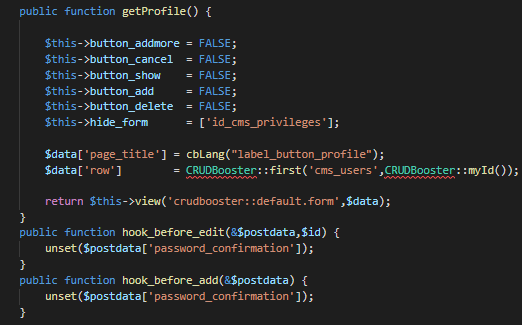 public function getProfile() {
$this->button_addmore = FALSE;
$this->button_cancel  = FALSE;
$this->button_show    = FALSE;
$this->button_add     = FALSE;
$this->button_delete  = FALSE;
$this->hide_form      = ['id_cms_privileges'];
$data['page_title'] = cbLang("label_button_profile");
$data['row']        = CRUDBooster::first('cms_users',CRUDBooster::myId());
return $this->view('crudbooster::default.form',$data);
}
public function hook_before_edit(&$postdata,$id) {
unset($postdata['password_confirmation']);
}
public function hook_before_add(&$postdata) {
unset($postdata['password_confirmation']);
}